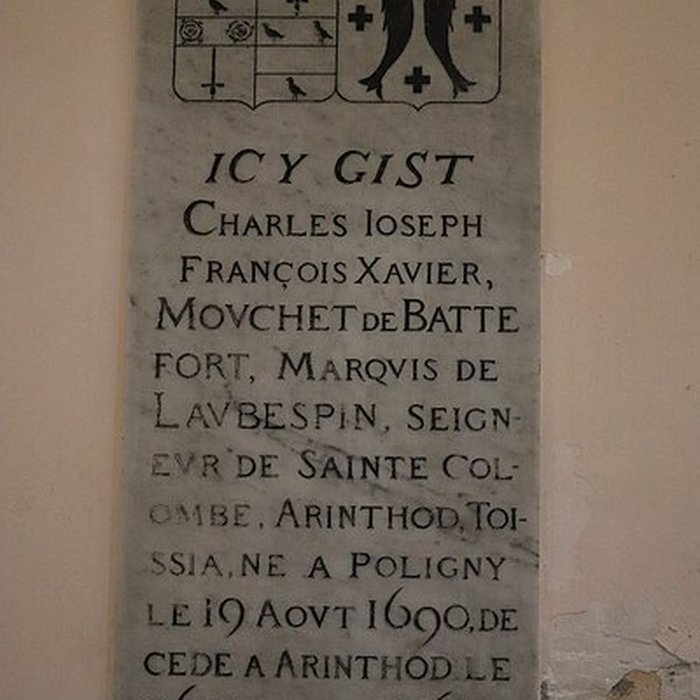 ICY GIST
CHARLES IOSEPH
FRANÇOIS XAVIER,
MOVCHET DE BATTE
FORT, MARQVIS DE
LAVBESPIN, SEIGN-
EVR DE SAINTE COL-
OMBE, ARINTHOD, TOI-
SSIA, NE A POLIGNY
LE 19 AOVT 1690, DE
CEDE A ARINTHOD LE